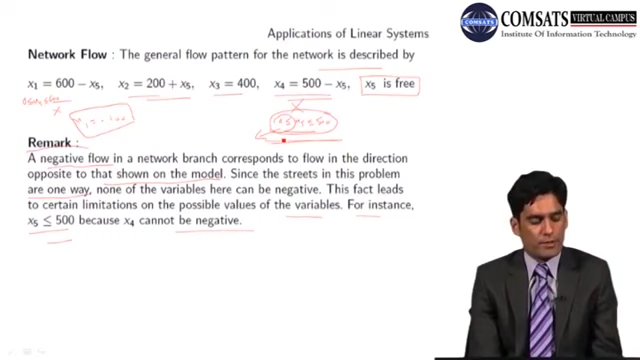 Applications of Linear Systems
COMSATS VIRTUAL CAMPUS
Institute Of Information Technology
Network Flow : The general flow pattern for the network is described by
x₁ = 600 − x₅, x₂ = 200 + x₅, x₃ = 400, x₄ = 500 − x₅, x₅ is free
Remark :
A negative flow in a network branch corresponds to flow in the direction
opposite to that shown on the model. Since the streets in this problem
are one way, none of the variables here can be negative. This fact leads
to certain limitations on the possible values of the variables. For instance,
x₅ ≤ 500 because x₄ cannot be negative.
COMSATS